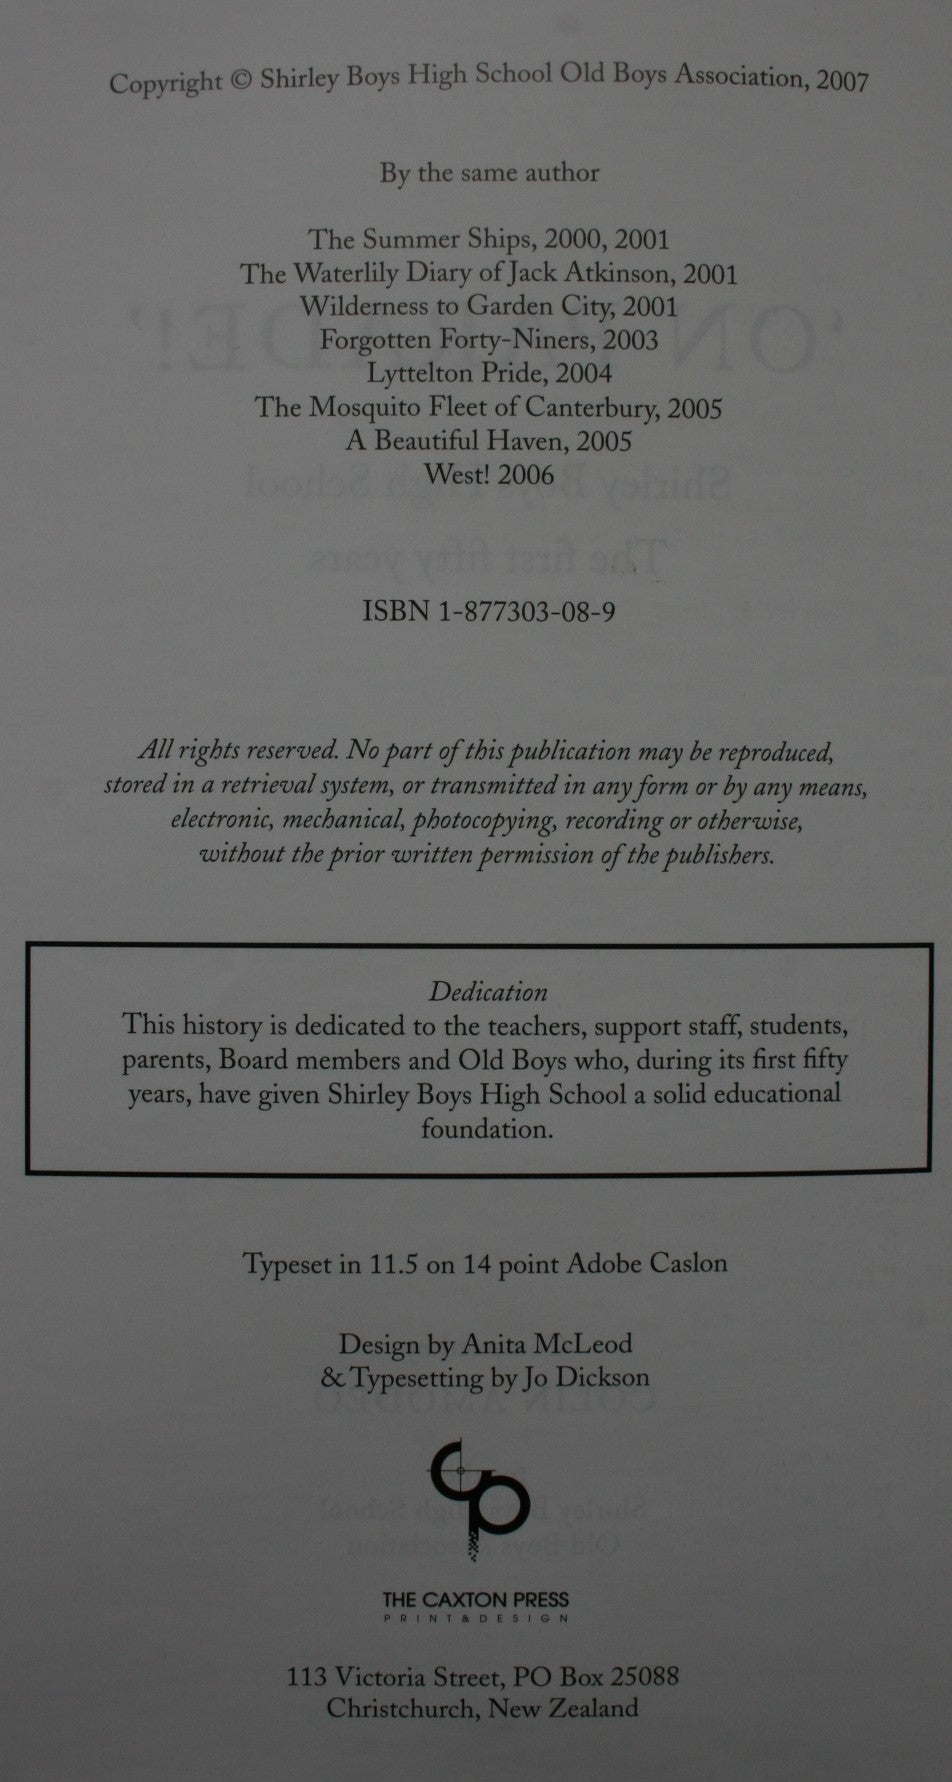 Copyright © Shirley Boys High School Old Boys Association, 2007
By the same author
The Summer Ships, 2000, 2001
The Waterlily Diary of Jack Atkinson, 2001
Wilderness to Garden City, 2001
Forgotten Forty-Niners, 2003
Lyttelton Pride, 2004
The Mosquito Fleet of Canterbury, 2005
A Beautiful Haven, 2005
West! 2006
ISBN 1-877303-08-9
All rights reserved. No part of this publication may be reproduced,
stored in a retrieval system, or transmitted in any form or by any means,
electronic, mechanical, photocopying, recording or otherwise,
without the prior written permission of the publishers.
Dedication
This history is dedicated to the teachers, support staff, students,
parents, Board members and Old Boys who, during its first fifty
years, have given Shirley Boys High School a solid educational
foundation.
Typeset in 11.5 on 14 point Adobe Caslon
Design by Anita McLeod
& Typesetting by Jo Dickson
cp
THE CAXTON PRESS
PRINT & DESIGN
113 Victoria Street, PO Box 25088
Christchurch, New Zealand